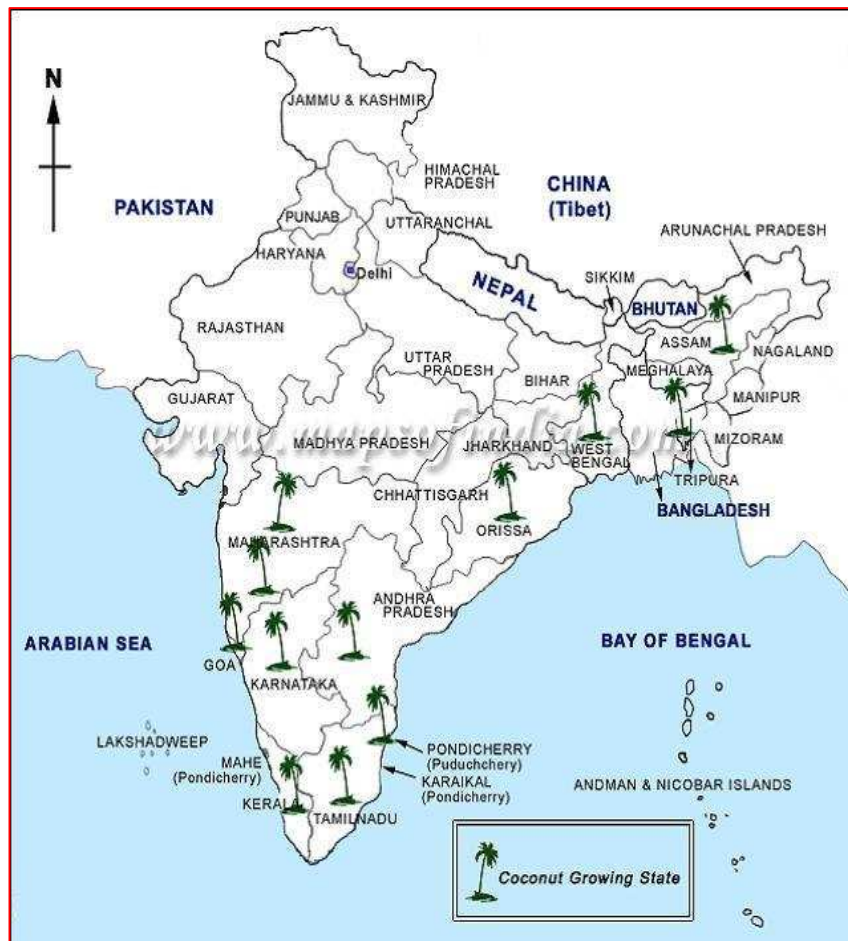 N
JAMMU & KASHMIR
HIMACHAL
PRADESH
CHINA
(Tibet)
PAKISTAN
PUNJAB
UTTARANCHAL
ARUNACHAL PRADESH
HARYANA
Delhi
NEPAL
SIKKIM
BHUTAN
RAJASTHAN
ASSAM
NAGALAND
UTTAR
PRADESH
BIHAR
MEGHALAYA
GUJARAT
MANIPUR
www.mapsofindia.com
MADHYA PRADESH
JHARKHAND
WEST
BENGAL
MIZORAM
TRIPURA
CHHATTISGARH
BANGLADESH
ORISSA
MAHARASHTRA
ANDHRA
PRADESH
ARABIAN SEA
BAY OF BENGAL
GOA
KARNATAKA
LAKSHADWEEP
PONDICHERRY
(Puduchchery)
MAHE
(Pondicherry)
KARAIKAL
(Pondicherry)
ANDMAN & NICOBAR ISLANDS
KERALA
TAMILNADU
Coconut Growing State